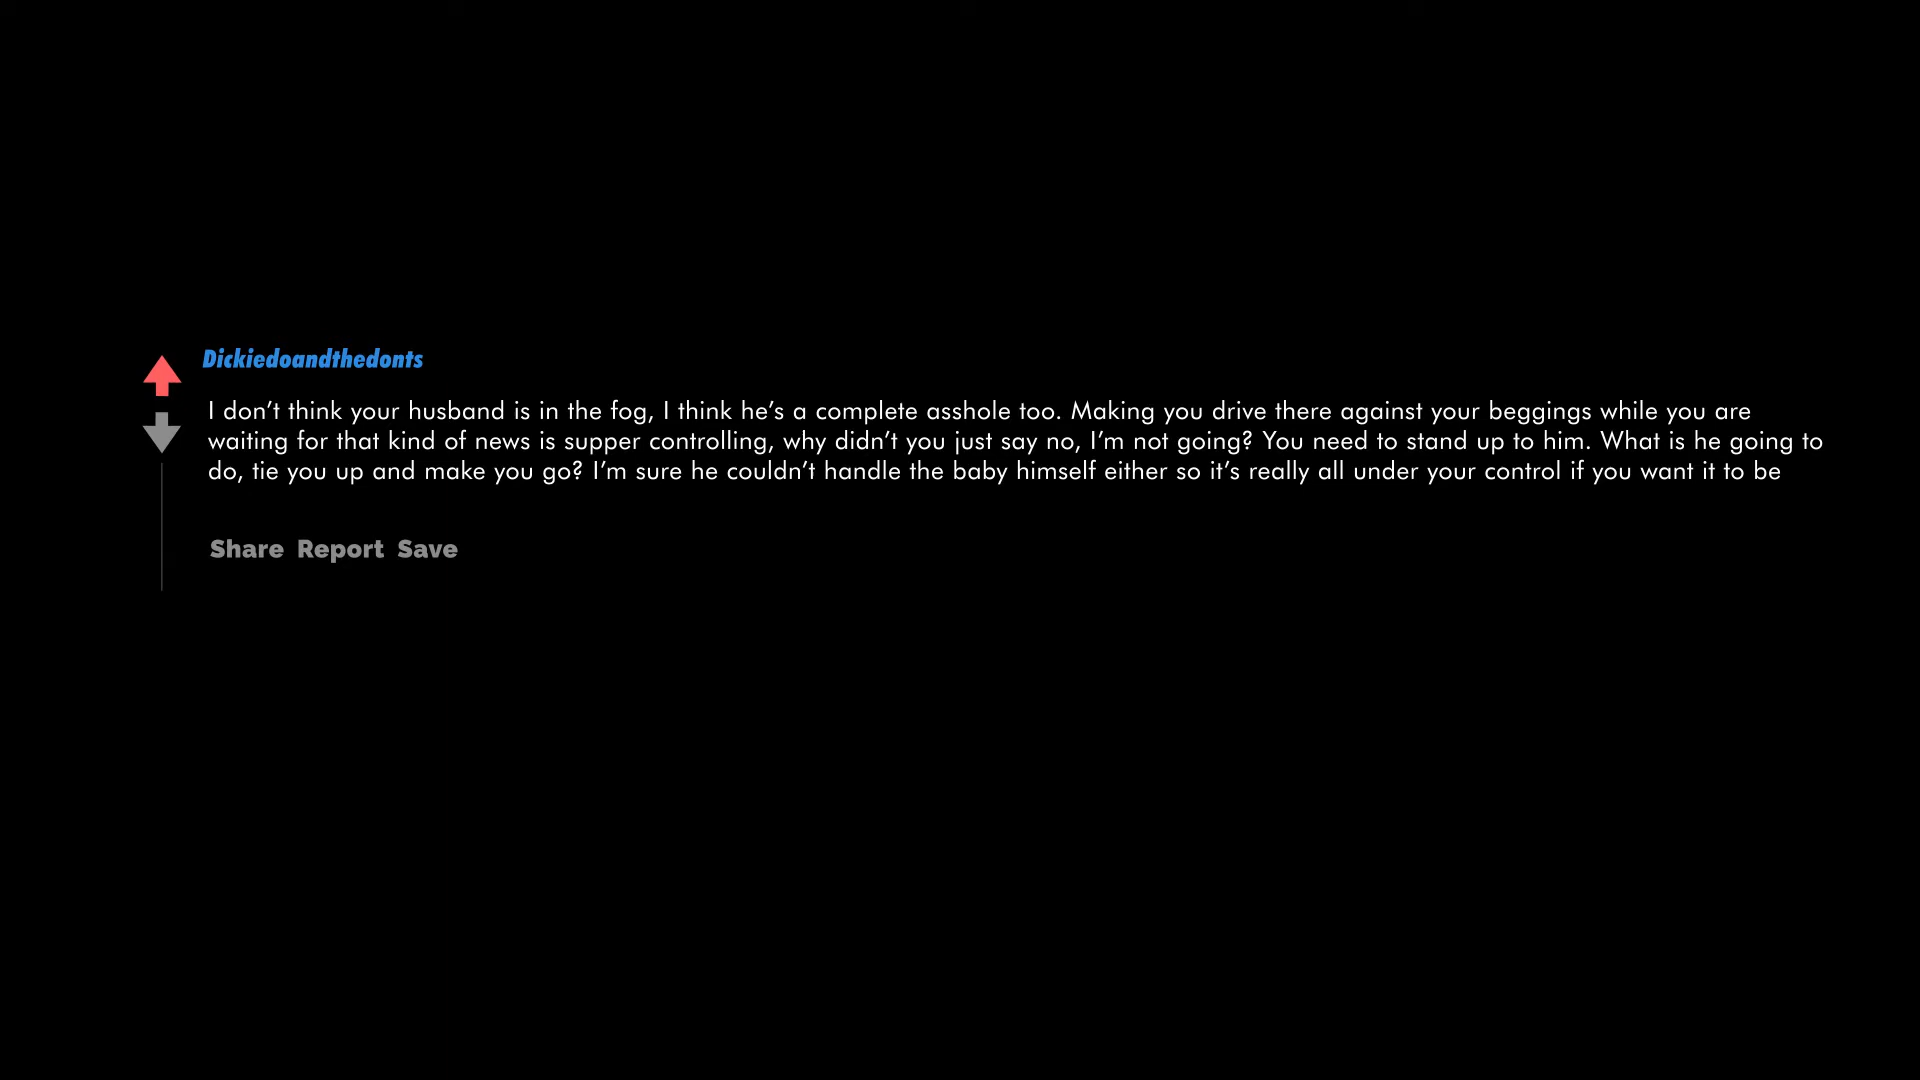 Dickiedoandthedonts
I don’t think your husband is in the fog, I think he’s a complete asshole too. Making you drive there against your beggings while you are
waiting for that kind of news is supper controlling, why didn’t you just say no, I’m not going? You need to stand up to him. What is he going to
do, tie you up and make you go? I’m sure he couldn’t handle the baby himself either so it’s really all under your control if you want it to be
Share Report Save